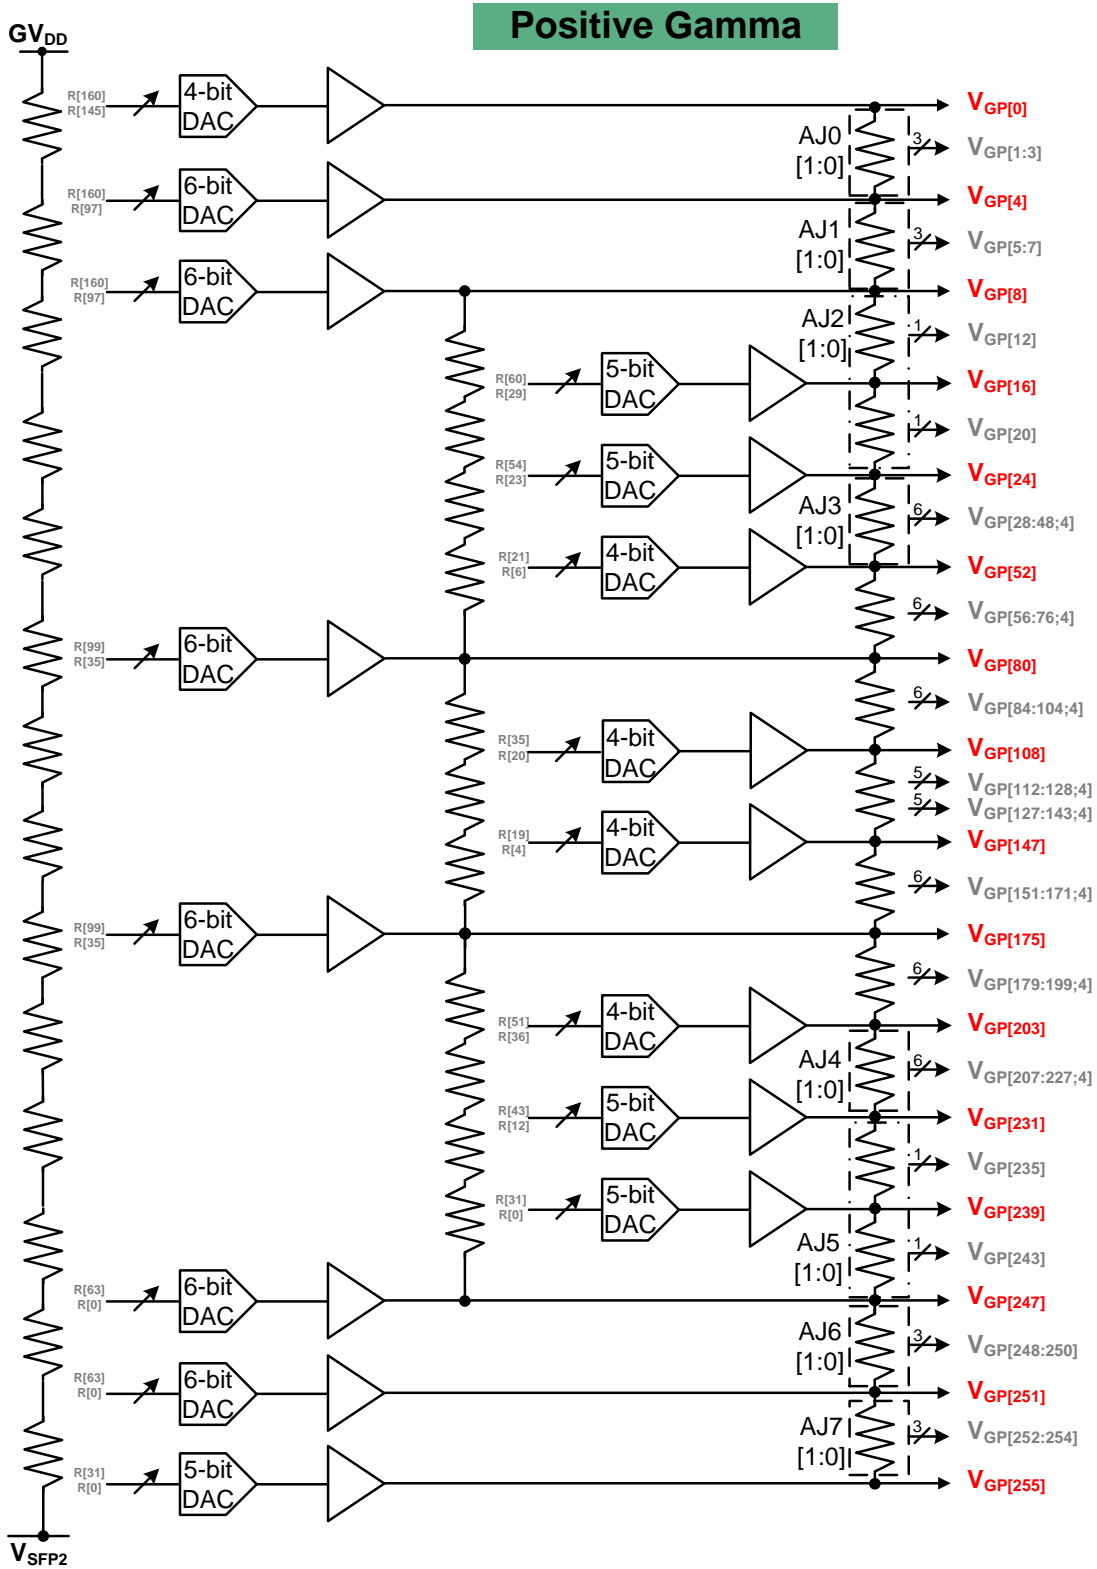 Positive Gamma
GVDD
R[160]
R[145]
4-bit
DAC
VGP[0]
AJ0
[1:0]
3
VGP[1:3]
R[160]
R[97]
6-bit
DAC
VGP[4]
AJ1
[1:0]
3
VGP[5:7]
R[160]
R[97]
6-bit
DAC
VGP[8]
AJ2
[1:0]
1
VGP[12]
R[60]
R[29]
5-bit
DAC
VGP[16]
1
VGP[20]
R[54]
R[23]
5-bit
DAC
VGP[24]
AJ3
[1:0]
6
VGP[28:48;4]
R[21]
R[6]
4-bit
DAC
VGP[52]
6
VGP[56:76;4]
R[99]
R[35]
6-bit
DAC
VGP[80]
6
VGP[84:104;4]
R[35]
R[20]
4-bit
DAC
VGP[108]
5
VGP[112:128;4]
5
VGP[127:143;4]
R[19]
R[4]
4-bit
DAC
VGP[147]
6
VGP[151:171;4]
R[99]
R[35]
6-bit
DAC
VGP[175]
6
VGP[179:199;4]
R[51]
R[36]
4-bit
DAC
VGP[203]
AJ4
[1:0]
6
VGP[207:227;4]
R[43]
R[12]
5-bit
DAC
VGP[231]
1
VGP[235]
R[31]
R[0]
5-bit
DAC
VGP[239]
AJ5
[1:0]
1
VGP[243]
R[63]
R[0]
6-bit
DAC
VGP[247]
AJ6
[1:0]
3
VGP[248:250]
R[63]
R[0]
6-bit
DAC
VGP[251]
AJ7
[1:0]
3
VGP[252:254]
R[31]
R[0]
5-bit
DAC
VGP[255]
VSFP2